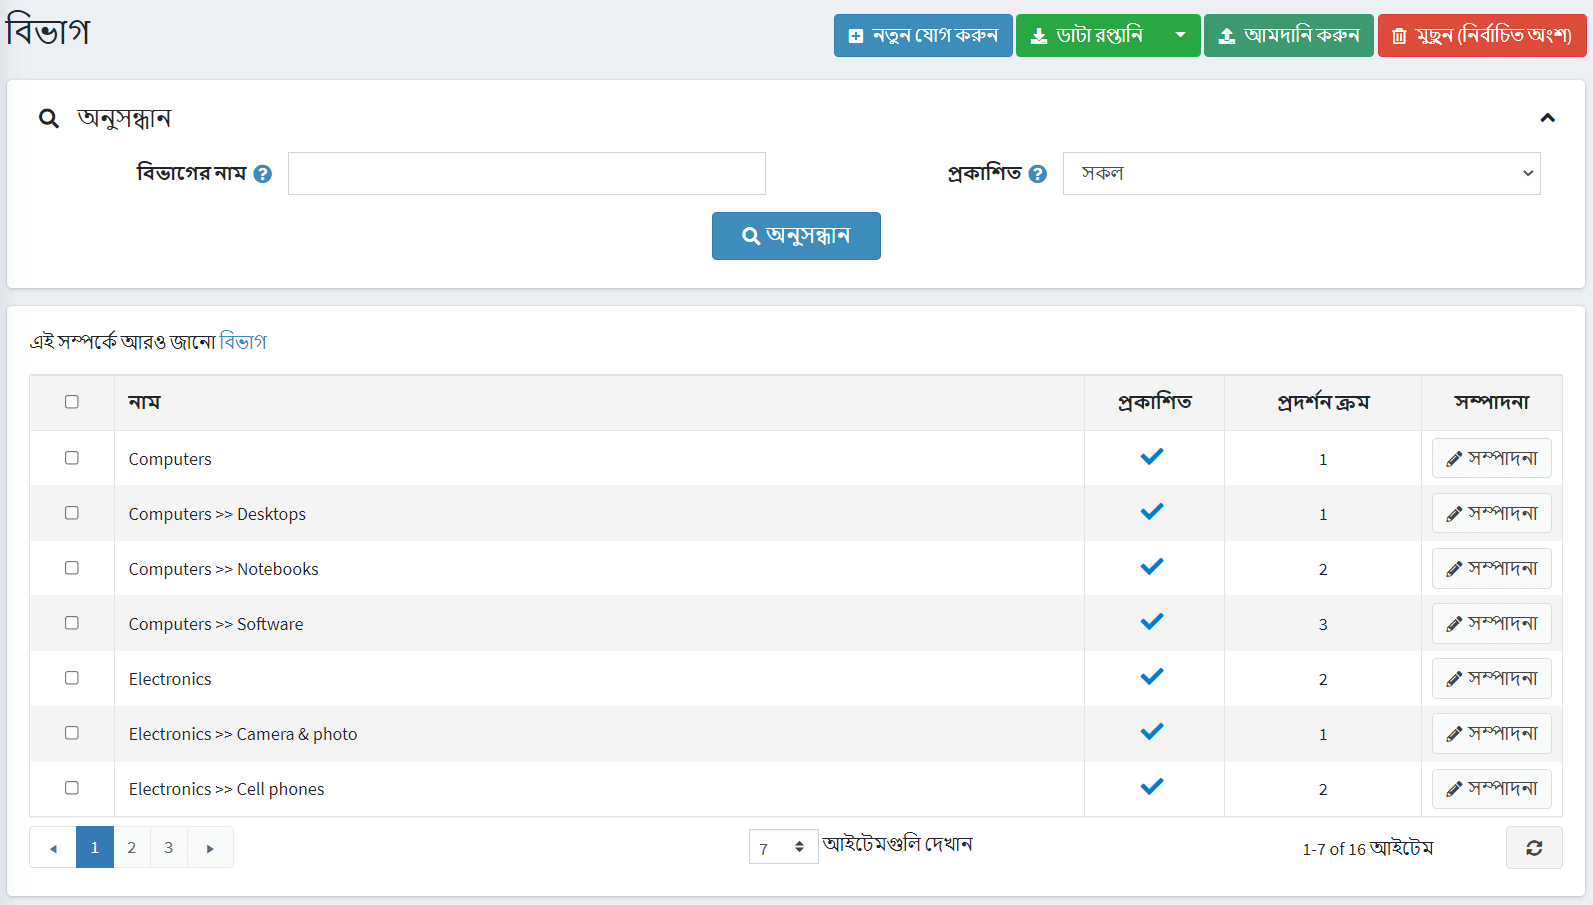 বিভাগ
নতুন যোগ করুন ডাটা রপ্তানি আমদানি করুন মুছুন (নির্বাচিত অংশ)
অনুসন্ধান
বিভাগের নাম প্রকাশিত সকল
অনুসন্ধান
এই সম্পর্কে আরও জানো বিভাগ
নাম প্রকাশিত প্রদর্শন ক্রম সম্পাদনা
Computers 1 সম্পাদনা
Computers >> Desktops 1 সম্পাদনা
Computers >> Notebooks 2 সম্পাদনা
Computers >> Software 3 সম্পাদনা
Electronics 2 সম্পাদনা
Electronics >> Camera & photo 1 সম্পাদনা
Electronics >> Cell phones 2 সম্পাদনা
1 2 3 7 আইটেমগুলি দেখান 1-7 of 16 আইটেম